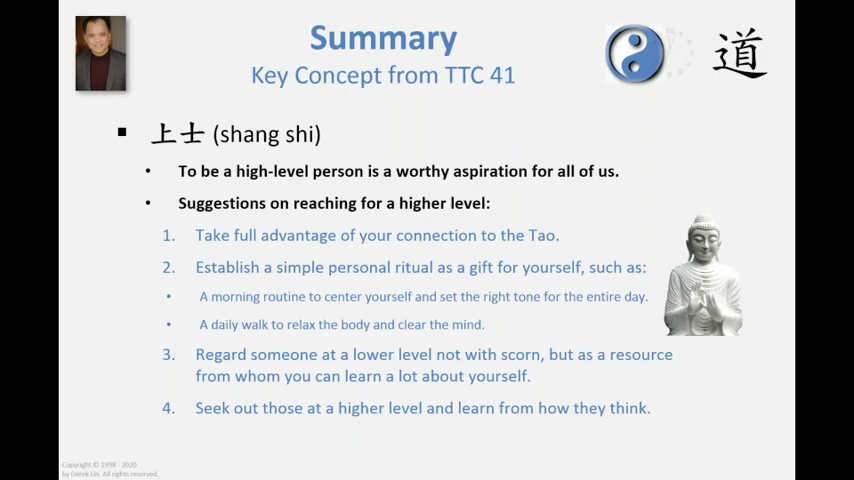 Summary
Key Concept from TTC 41
道
▪ 上士 (shang shi)
• To be a high-level person is a worthy aspiration for all of us.
• Suggestions on reaching for a higher level:
1. Take full advantage of your connection to the Tao.
2. Establish a simple personal ritual as a gift for yourself, such as:
• A morning routine to center yourself and set the right tone for the entire day.
• A daily walk to relax the body and clear the mind.
3. Regard someone at a lower level not with scorn, but as a resource
from whom you can learn a lot about yourself.
4. Seek out those at a higher level and learn from how they think.
Copyright © 1998 - 2020
by Derek Lin. All rights reserved.